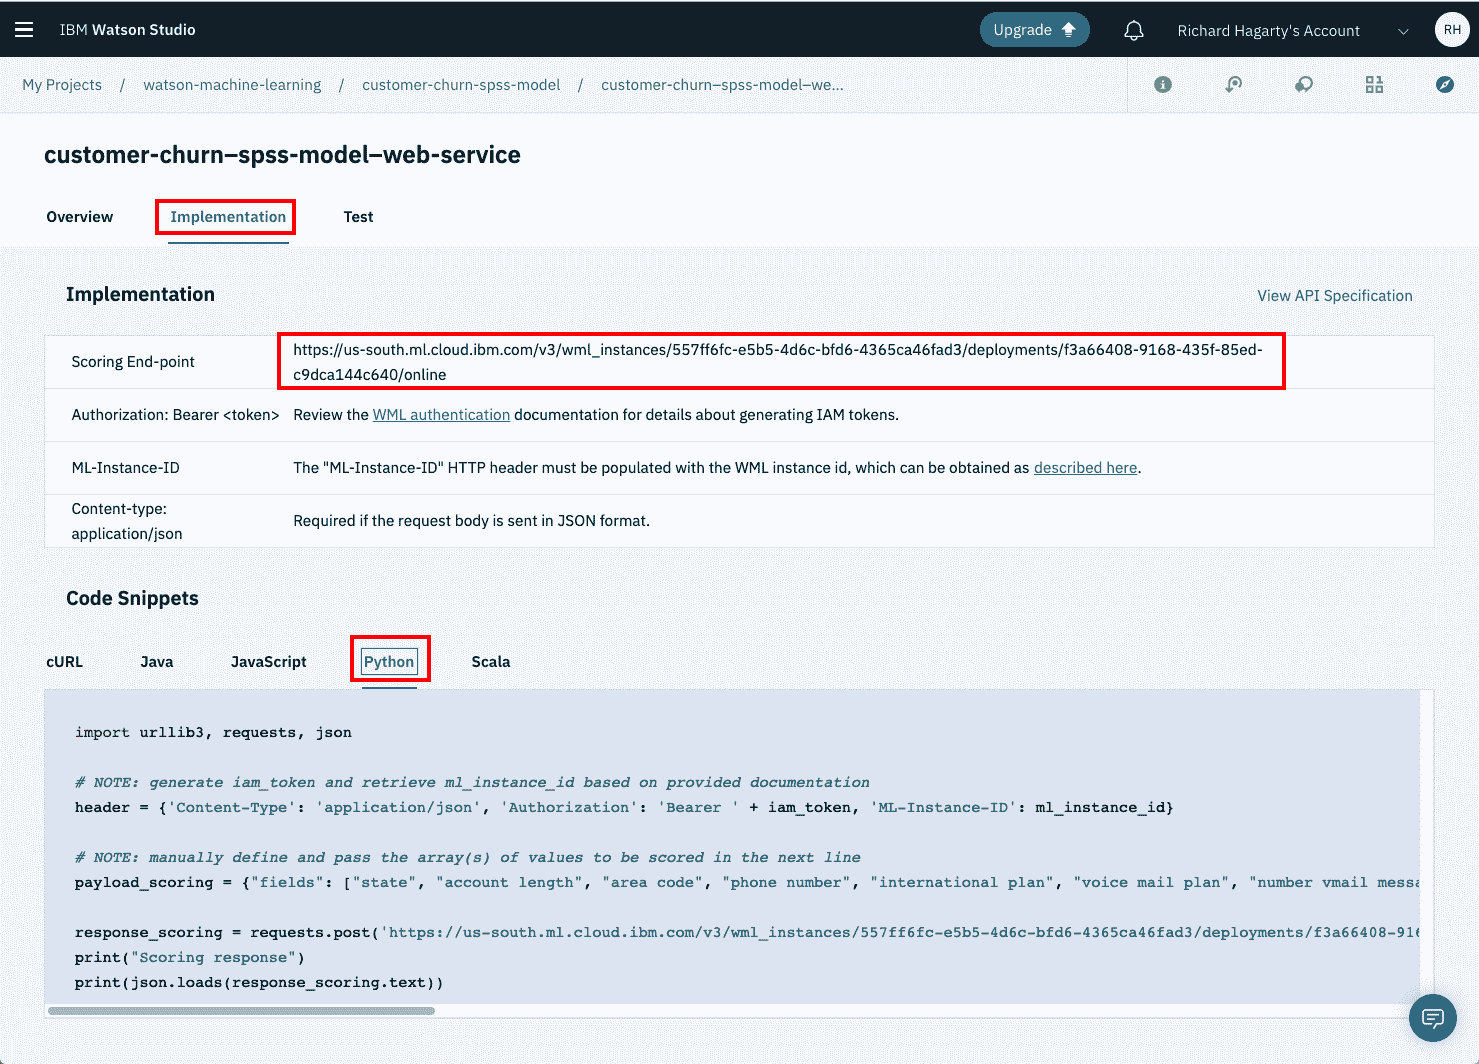 IBM Watson Studio
Upgrade
Richard Hagarty's Account
RH
My Projects / watson-machine-learning / customer-churn-spss-model / customer-churn–spss-model–we...
customer-churn–spss-model–web-service
Overview
Implementation
Test
Implementation
View API Specification
Scoring End-point
https://us-south.ml.cloud.ibm.com/v3/wml_instances/557ff6fc-e5b5-4d6c-bfd6-4365ca46fad3/deployments/f3a66408-9168-435f-85ed-
c9dca144c640/online
Authorization: Bearer <token>
Review the WML authentication documentation for details about generating IAM tokens.
ML-Instance-ID
The "ML-Instance-ID" HTTP header must be populated with the WML instance id, which can be obtained as described here.
Content-type:
application/json
Required if the request body is sent in JSON format.
Code Snippets
cURL
Java
JavaScript
Python
Scala
import urllib3, requests, json
# NOTE: generate iam_token and retrieve ml_instance_id based on provided documentation
header = {'Content-Type': 'application/json', 'Authorization': 'Bearer ' + iam_token, 'ML-Instance-ID': ml_instance_id}
# NOTE: manually define and pass the array(s) of values to be scored in the next line
payload_scoring = {"fields": ["state", "account length", "area code", "phone number", "international plan", "voice mail plan", "number vmail messa
response_scoring = requests.post('https://us-south.ml.cloud.ibm.com/v3/wml_instances/557ff6fc-e5b5-4d6c-bfd6-4365ca46fad3/deployments/f3a66408-916
print("Scoring response")
print(json.loads(response_scoring.text))